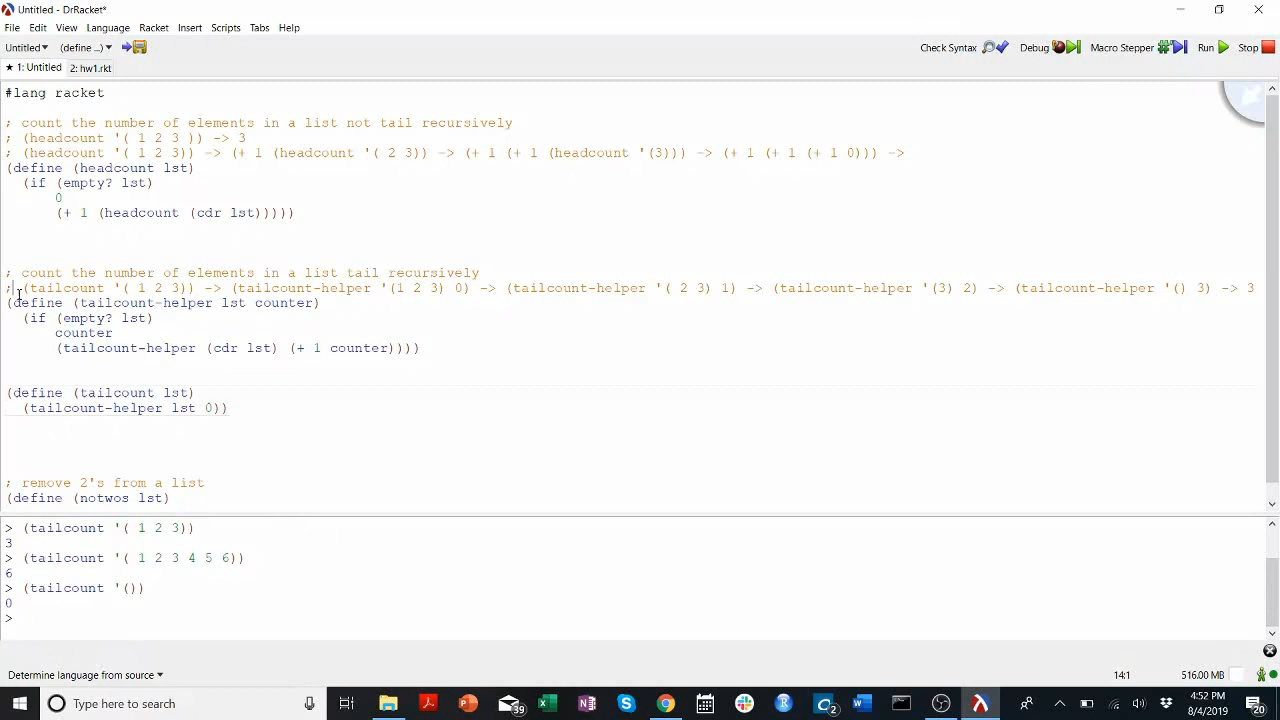 Untitled - DrRacket*
File Edit View Language Racket Insert Scripts Tabs Help
Untitled▾ (define ...)▾ Check Syntax Debug Macro Stepper Run Stop
★ 1: Untitled 2: hw1.rkt
#lang racket
; count the number of elements in a list not tail recursively
; (headcount '( 1 2 3 )) -> 3
; (headcount '( 1 2 3)) -> (+ 1 (headcount '( 2 3)) -> (+ 1 (+ 1 (headcount '(3))) -> (+ 1 (+ 1 (+ 1 0))) ->
(define (headcount lst)
(if (empty? lst)
0
(+ 1 (headcount (cdr lst)))))
; count the number of elements in a list tail recursively
; (tailcount '( 1 2 3)) -> (tailcount-helper '(1 2 3) 0) -> (tailcount-helper '( 2 3) 1) -> (tailcount-helper '(3) 2) -> (tailcount-helper '() 3) -> 3
(define (tailcount-helper lst counter)
(if (empty? lst)
counter
(tailcount-helper (cdr lst) (+ 1 counter))))
(define (tailcount lst)
(tailcount-helper lst 0))
; remove 2's from a list
(define (notwos lst)
> (tailcount '( 1 2 3))
3
> (tailcount '( 1 2 3 4 5 6))
6
> (tailcount '())
0
>
Determine language from source▾ 14:1 516.00 MB
Type here to search 39 2 4:52 PM
8/4/2019 20